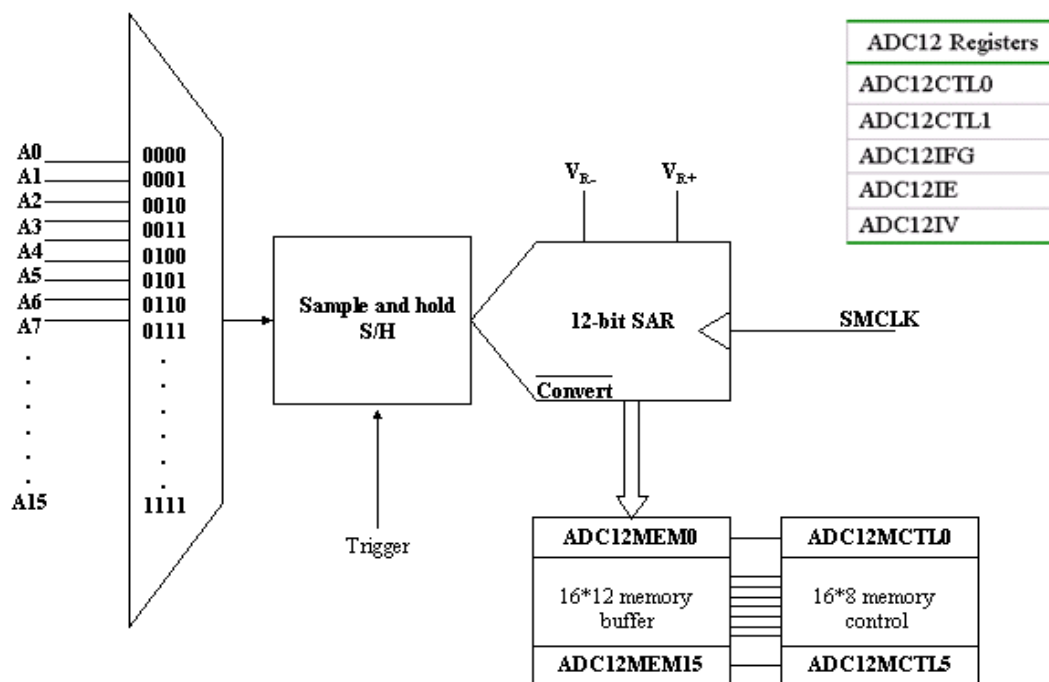 ADC12 Registers
ADC12CTL0
ADC12CTL1
ADC12IFG
ADC12IE
ADC12IV
A0
A1
A2
A3
A4
A5
A6
A7
A15
0000
0001
0010
0011
0100
0101
0110
0111
1111
Sample and hold
S/H
Trigger
VR-
VR+
12-bit SAR
Convert
SMCLK
ADC12MEM0
16*12 memory
buffer
ADC12MEM15
ADC12MCTL0
16*8 memory
control
ADC12MCTL5